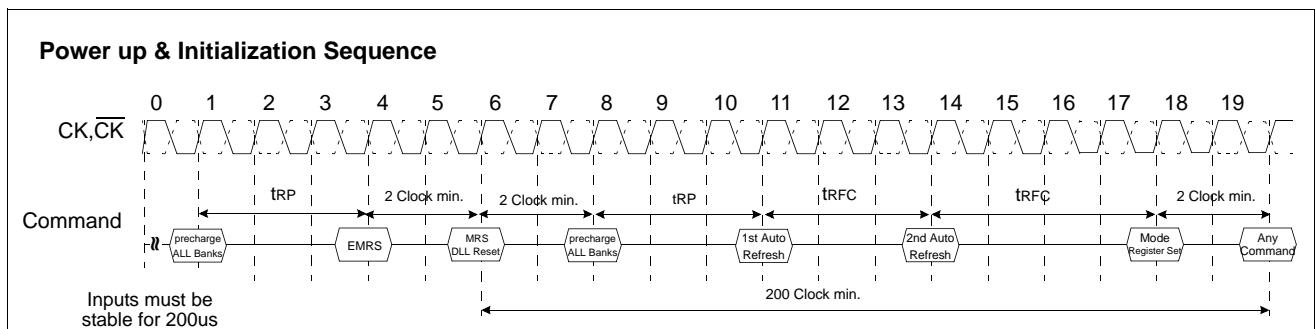 Power up & Initialization Sequence
0 1 2 3 4 5 6 7 8 9 10 11 12 13 14 15 16 17 18 19
CK,CK
tRP 2 Clock min. 2 Clock min. tRP tRFC tRFC 2 Clock min.
Command
precharge
ALL Banks
EMRS
MRS
DLL Reset
precharge
ALL Banks
1st Auto
Refresh
2nd Auto
Refresh
Mode
Register Set
Any
Command
200 Clock min.
Inputs must be
stable for 200us